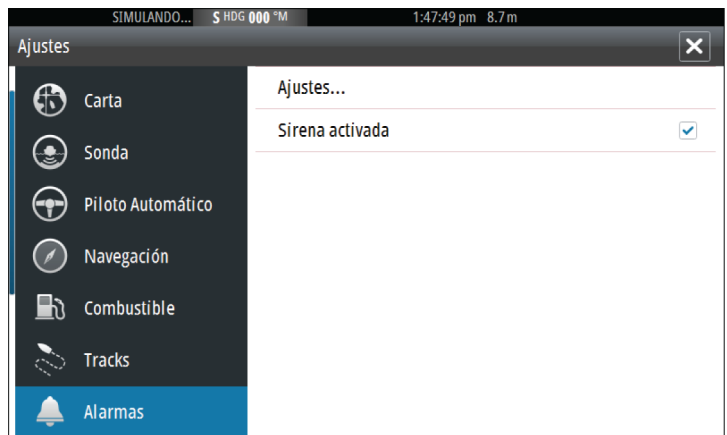 SIMULANDO... S HDG 000 °M 1:47:49 pm 8.7 m
Ajustes
Carta
Sonda
Piloto Automático
Navegación
Combustible
Tracks
Alarmas
Ajustes...
Sirena activada